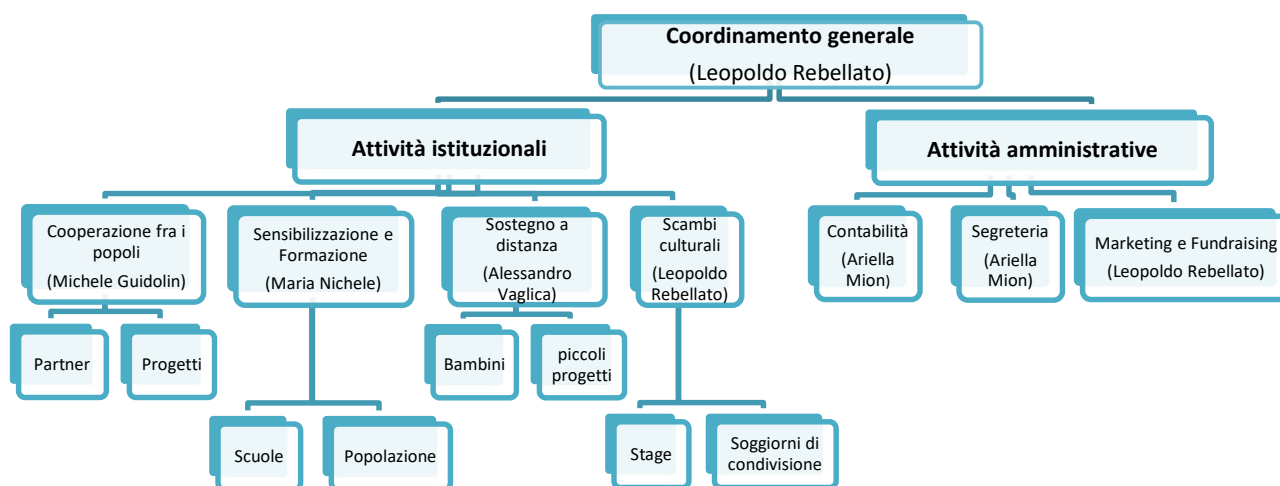 Coordinamento generale
(Leopoldo Rebellato)
Attività istituzionali
Attività amministrative
Cooperazione fra i
popoli
(Michele Guidolin)
Sensibilizzazione e
Formazione
(Maria Nichele)
Sostegno a
distanza
(Alessandro
Vaglica)
Scambi
culturali
(Leopoldo
Rebellato)
Contabilità
(Ariella
Mion)
Segreteria
(Ariella
Mion)
Marketing e Fundraising
(Leopoldo Rebellato)
Partner
Progetti
Bambini
piccoli
progetti
Scuole
Popolazione
Stage
Soggiorni di
condivisione